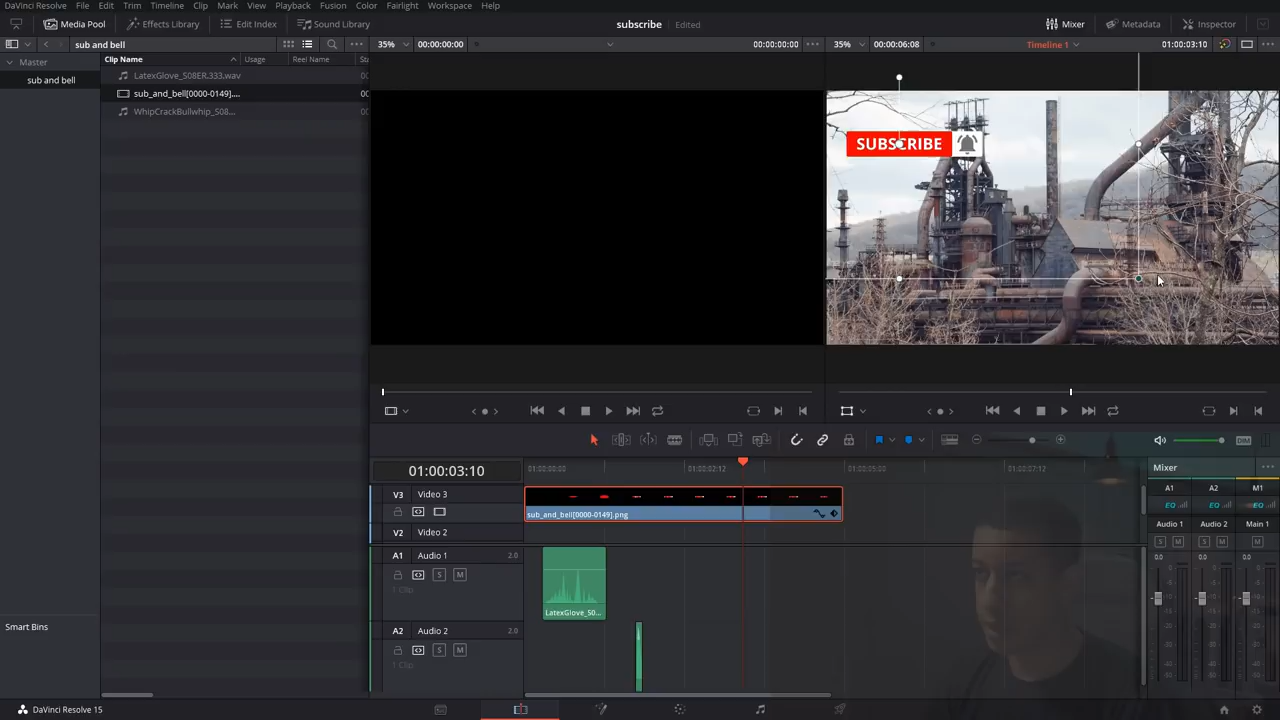 DaVinci Resolve File Edit Trim Timeline Clip Mark View Playback Fusion Color Fairlight Workspace Help
Media Pool Effects Library Edit Index Sound Library subscribe Edited Mixer Metadata Inspector
sub and bell 35% 00:00:00:00 00:00:00:00 35% 00:00:06:08 Timeline 1 01:00:03:10
Master Clip Name Usage Reel Name
sub and bell LatexGlove_S08ER.333.wav 00
sub_and_bell[0000-0149].... 00
WhipCrackBullwhip_S08... 00
SUBSCRIBE
DIM
01:00:03:10 01:00:00:00 01:00:02:12 01:00:05:00 01:00:07:12 Mixer
V3 Video 3 A1 A2 M1
sub_and_bell[0000-0149].png EQ EQ EQ
V2 Video 2 Audio 1 Audio 2 Main 1
A1 Audio 1 2.0 S M S M M
S M 0.0 0.0 0.0
1 Clip
LatexGlove_S0...
Smart Bins A2 Audio 2 2.0
S M
1 Clip
DaVinci Resolve 15